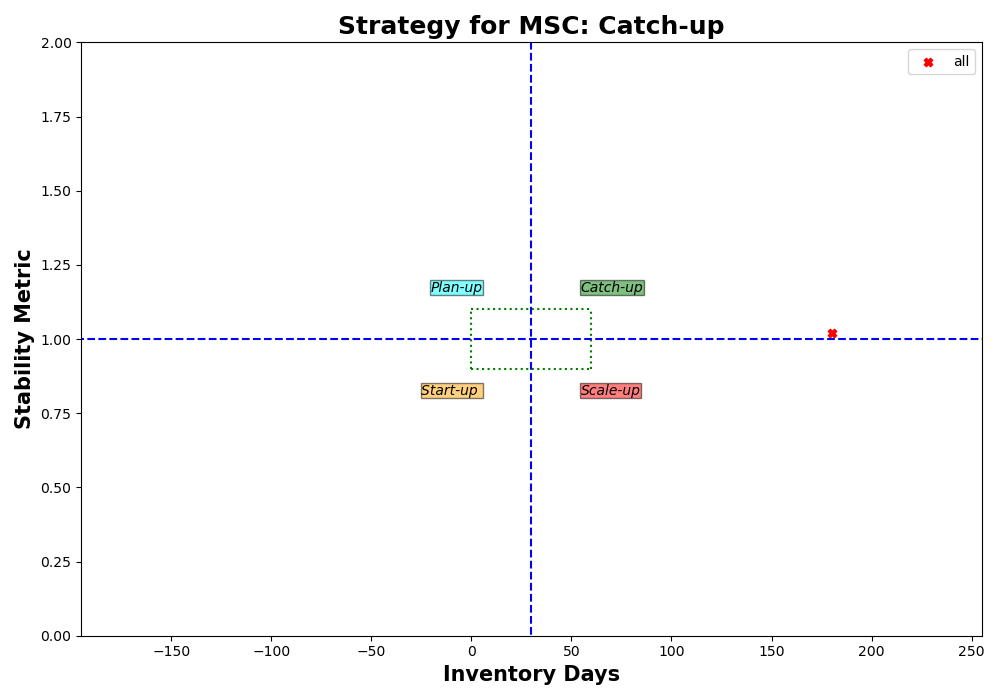 Strategy for MSC: Catch-up
all
Stability Metric
2.00
1.75
1.50
1.25
1.00
0.75
0.50
0.25
0.00
Plan-up
Catch-up
Start-up
Scale-up
−150
−100
−50
0
50
100
150
200
250
Inventory Days